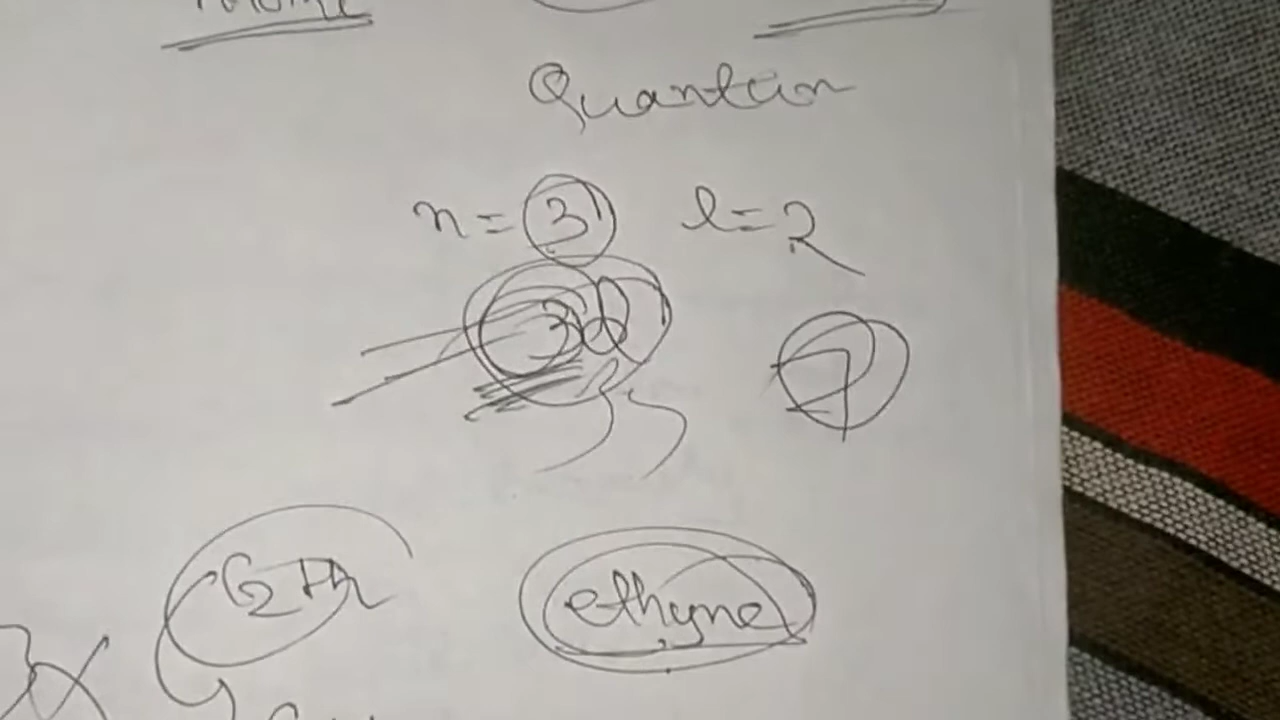 Quantum
n = 3 l = 2
3d
7
C2H2 ethyne